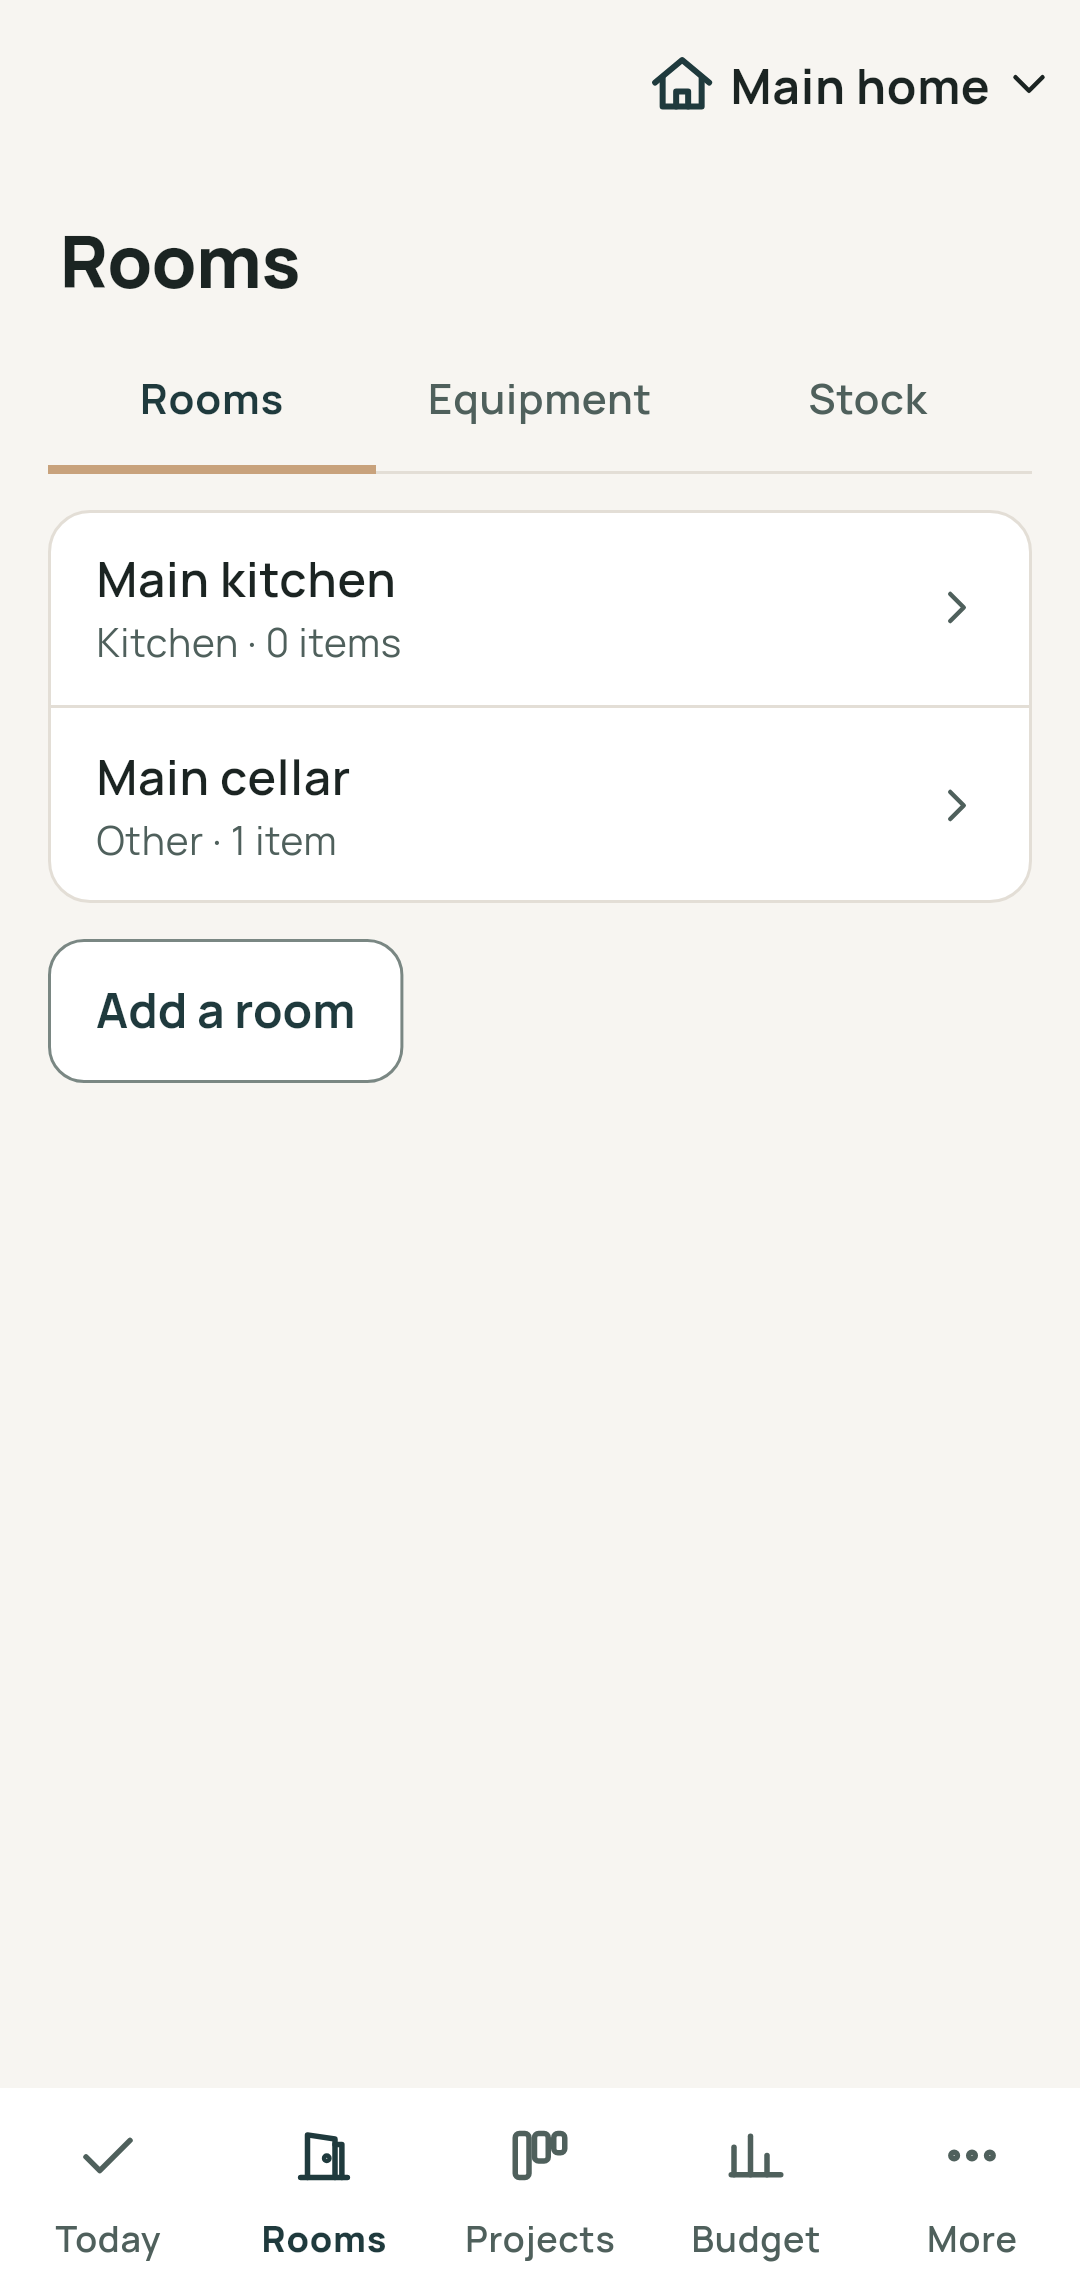 Main home
Rooms
Rooms
Equipment
Stock
Main kitchen
Kitchen · 0 items
Main cellar
Other · 1 item
Add a room
Today
Rooms
Projects
Budget
More